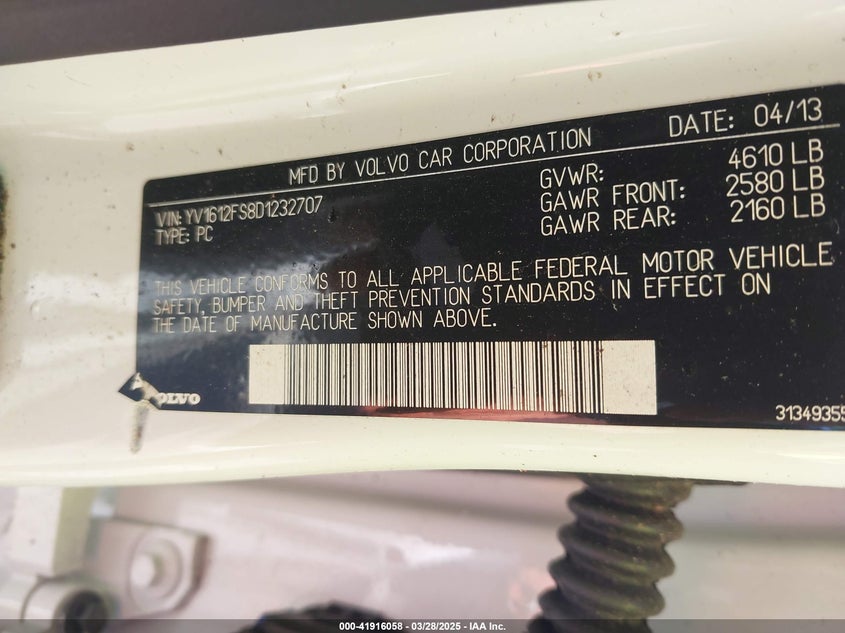 DATE: 04/13
MFD BY VOLVO CAR CORPORATION
GVWR: 4610 LB
GAWR FRONT: 2580 LB
GAWR REAR: 2160 LB
VIN: YV1612FS8D1232707
TYPE: PC
THIS VEHICLE CONFORMS TO ALL APPLICABLE FEDERAL MOTOR VEHICLE
SAFETY, BUMPER AND THEFT PREVENTION STANDARDS IN EFFECT ON
THE DATE OF MANUFACTURE SHOWN ABOVE.
VOLVO
31349355
000-41916058 - 03/28/2025 - IAA Inc.